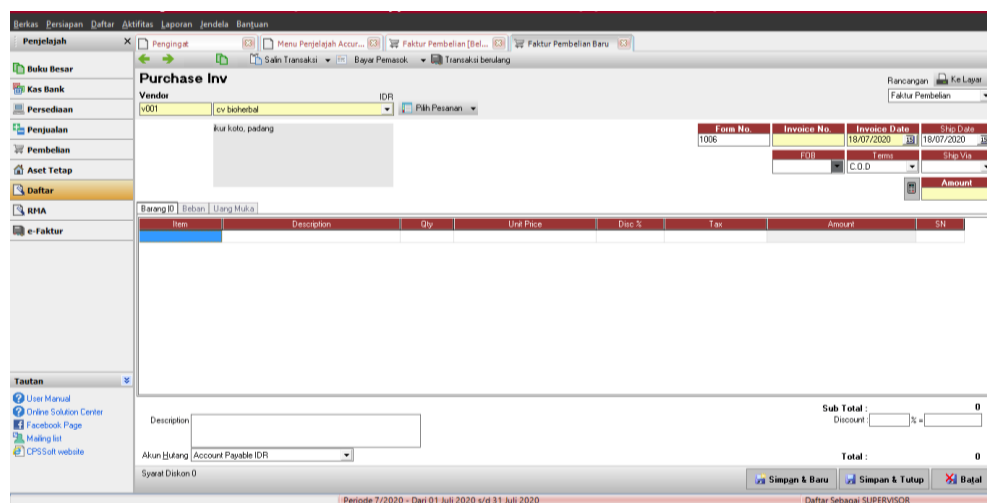 Berkas Persiapan Daftar Aktifitas Laporan Jendela Bantuan
Penjelajah X
Pengingat
Menu Penjelajah Accur...
Faktur Pembelian [Bel...
Faktur Pembelian Baru
Salin Transaksi
Bayar Pemasok
Transaksi berulang
Buku Besar
Kas Bank
Persediaan
Penjualan
Pembelian
Aset Tetap
Daftar
RMA
e-Faktur
Purchase Inv
Rancangan Ke Layar
Faktur Pembelian
Vendor IDR
v001 cv bioherbal
Pilih Pesanan
ikur koto, padang
Form No. Invoice No. Invoice Date Ship Date
1006 18/07/2020 18/07/2020
FOB Terms Ship Via
C.O.D
Amount
Barang ID Beban Uang Muka
Item Description Qty Unit Price Disc % Tax Amount SN
Tautan
User Manual
Online Solution Center
Facebook Page
Mailing list
CPSSoft website
Description
Sub Total : 0
Discount : % =
Akun Hutang Account Payable IDR
Total : 0
Syarat Diskon 0
Simpan & Baru Simpan & Tutup Batal
Periode 7/2020 - Dari 01 Juli 2020 s/d 31 Juli 2020 Daftar Sebagai SUPERVISOR